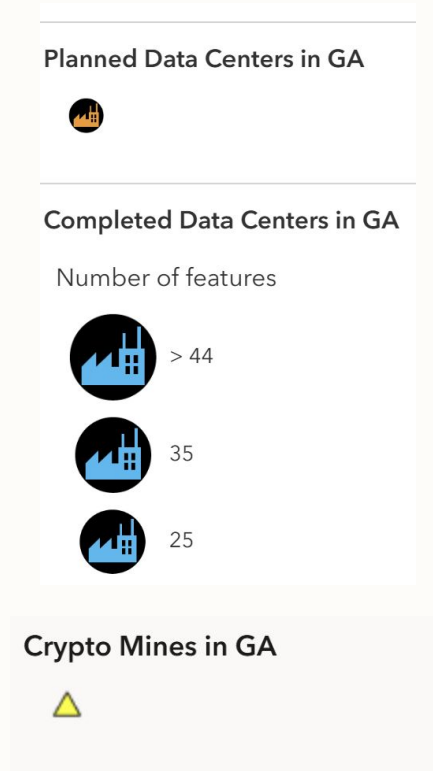 Planned Data Centers in GA
Completed Data Centers in GA
Number of features
> 44
35
25
Crypto Mines in GA